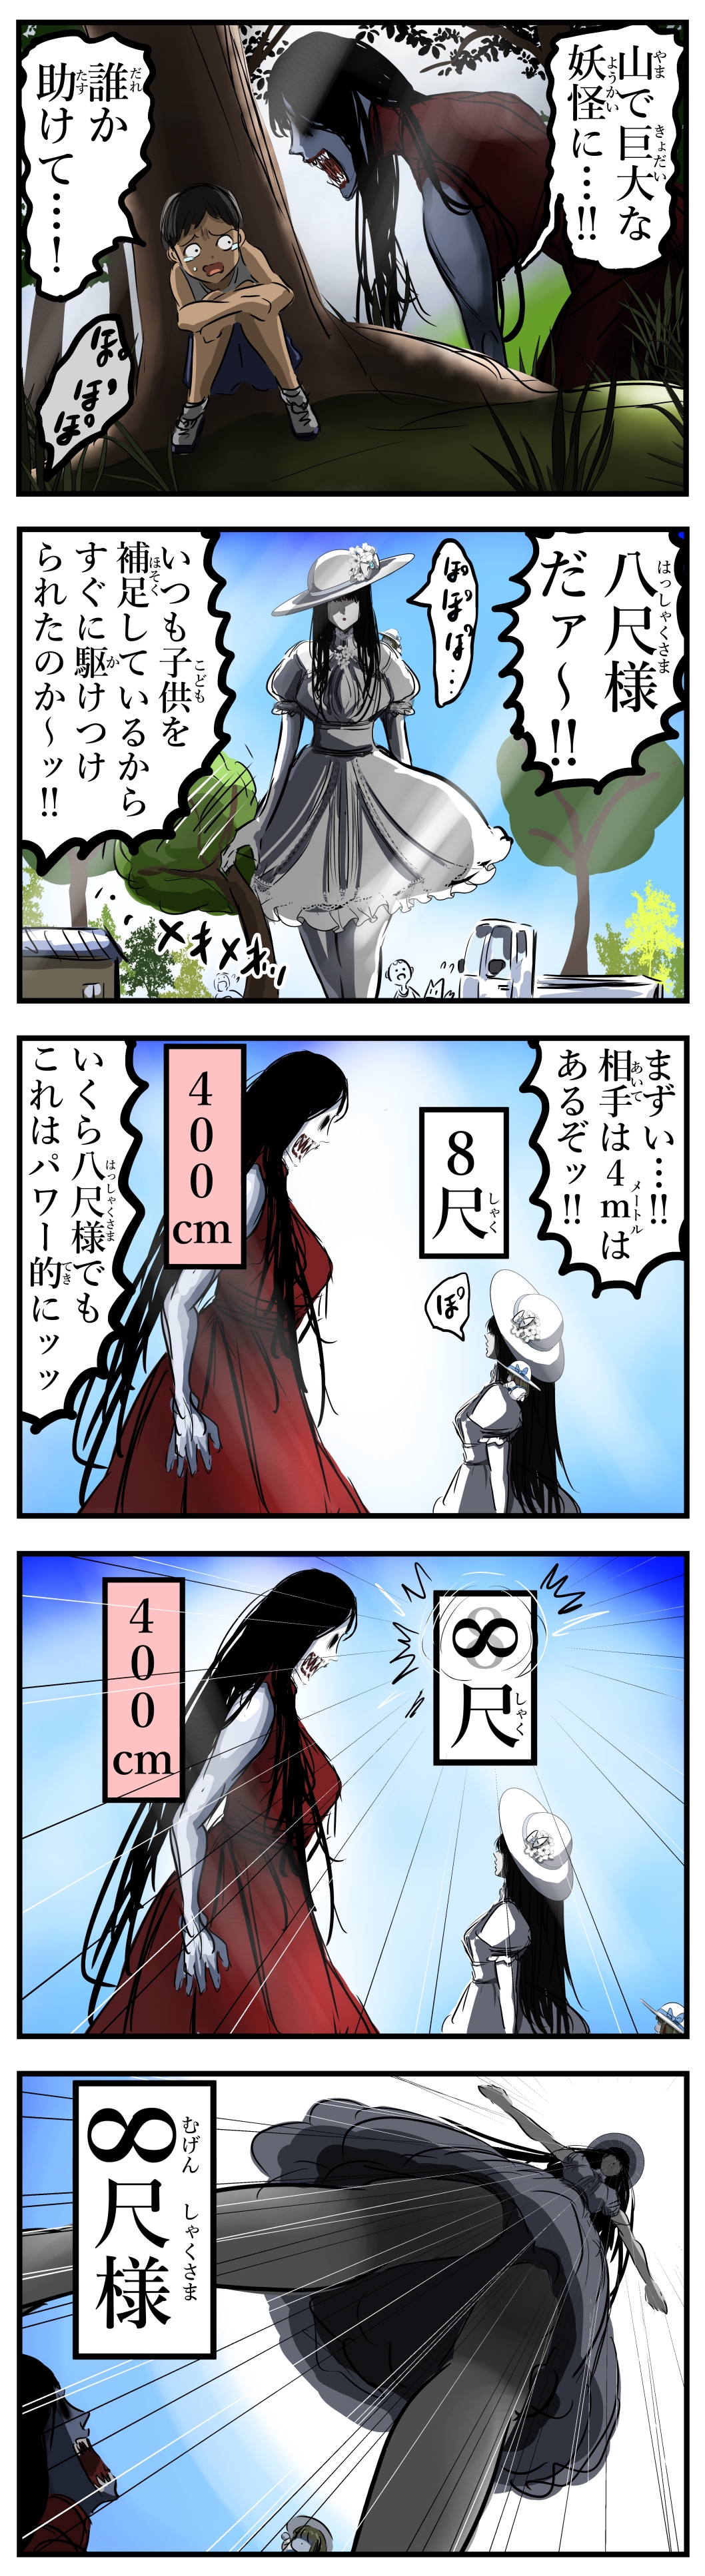 山で巨大な
妖怪に…!!
誰か
助けて…！
ぽぽぽ
八尺様
だァ～!!
ぽぽぽ…
いつも子供を
補足しているから
すぐに駆けつけ
られたのか～ッ!!
メキメキッ
まずい…!!
相手は4mは
あるぞッ!!
8尺
ぽ
400cm
いくら八尺様でも
これはパワー的にッッ
∞尺
400cm
∞尺様